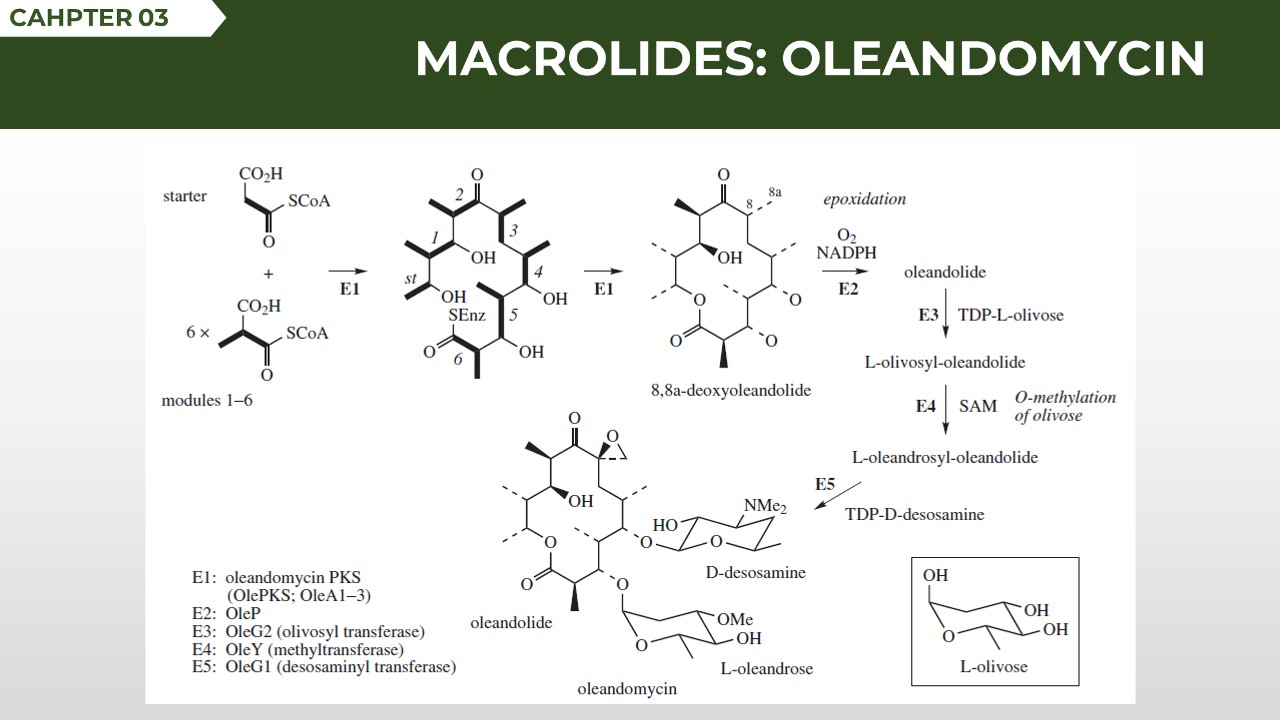 CAHPTER 03
MACROLIDES: OLEANDOMYCIN
starter
CO₂H
SCoA
O
+
6 ×
CO₂H
SCoA
O
modules 1–6
E1
O
2
3
1
OH
4
st
OH
OH
SEnz
5
O
6
OH
E1
O
8a
8
OH
O
O
O
O
8,8a-deoxyoleandolide
epoxidation
O₂
NADPH
E2
oleandolide
E3 TDP-L-olivose
L-olivosyl-oleandolide
E4 SAM
O-methylation
of olivose
L-oleandrosyl-oleandolide
E5
TDP-D-desosamine
O
O
OH
NMe₂
HO
O
O
O
D-desosamine
O
O
oleandolide
OMe
OH
O
L-oleandrose
oleandomycin
E1: oleandomycin PKS
(OlePKS; OleA1–3)
E2: OleP
E3: OleG2 (olivosyl transferase)
E4: OleY (methyltransferase)
E5: OleG1 (desosaminyl transferase)
OH
OH
OH
O
L-olivose